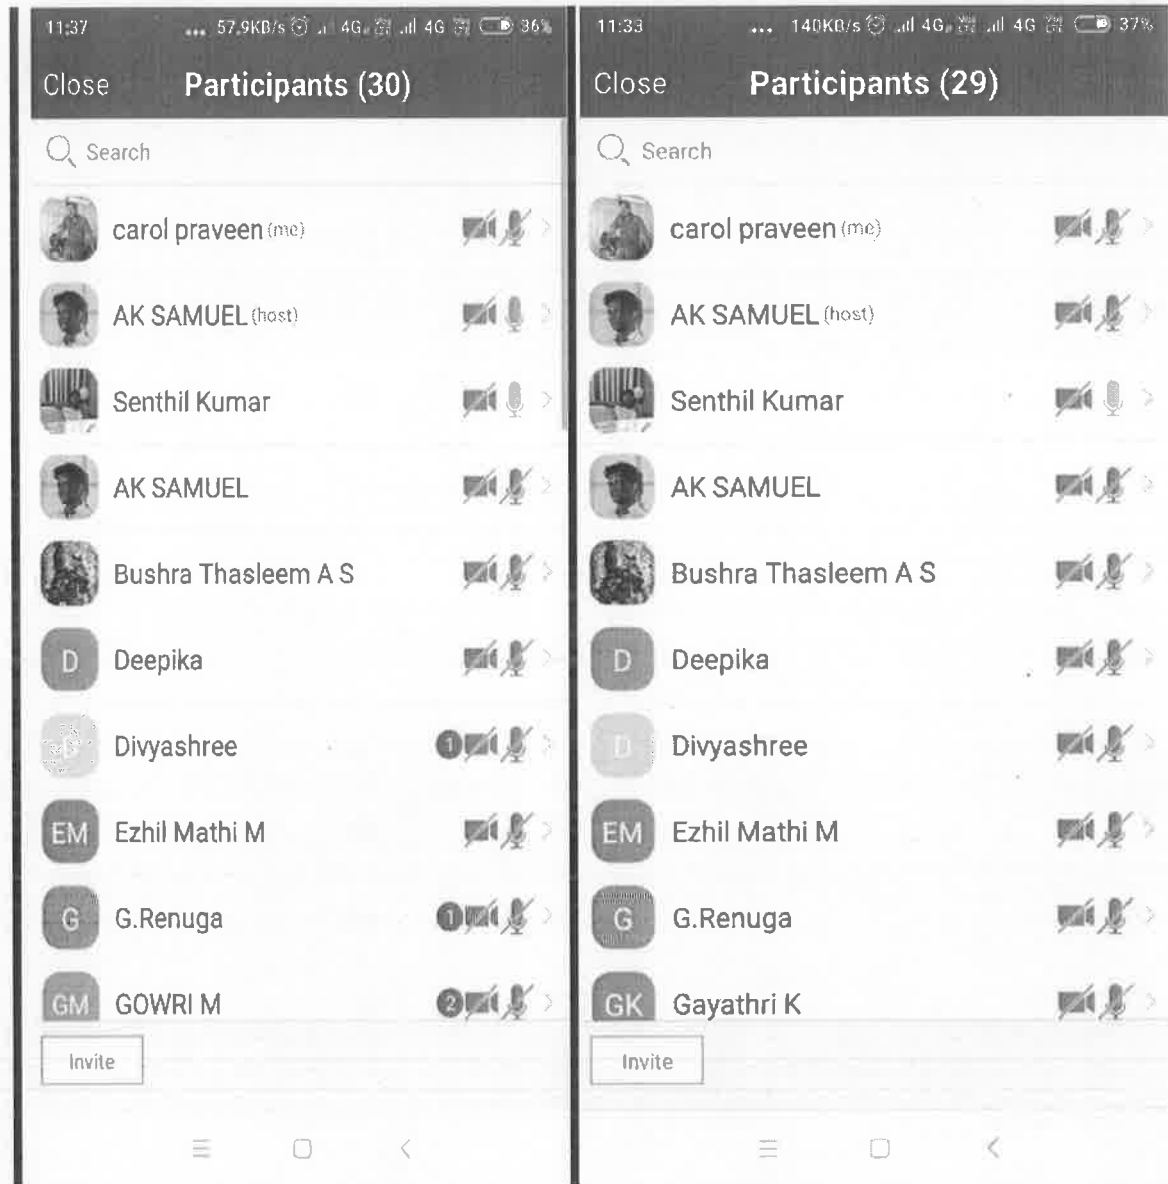 11:37 ... 57.9KB/s 4G 4G 36%
Close Participants (30)
Search
carol praveen (me)
AK SAMUEL (host)
Senthil Kumar
AK SAMUEL
Bushra Thasleem A S
D Deepika
D Divyashree 1
EM Ezhil Mathi M
G G.Renuga 1
GM GOWRI M 2
Invite
11:33 ... 140KB/s 4G 4G 37%
Close Participants (29)
Search
carol praveen (me)
AK SAMUEL (host)
Senthil Kumar
AK SAMUEL
Bushra Thasleem A S
D Deepika
D Divyashree
EM Ezhil Mathi M
G G.Renuga
GK Gayathri K
Invite